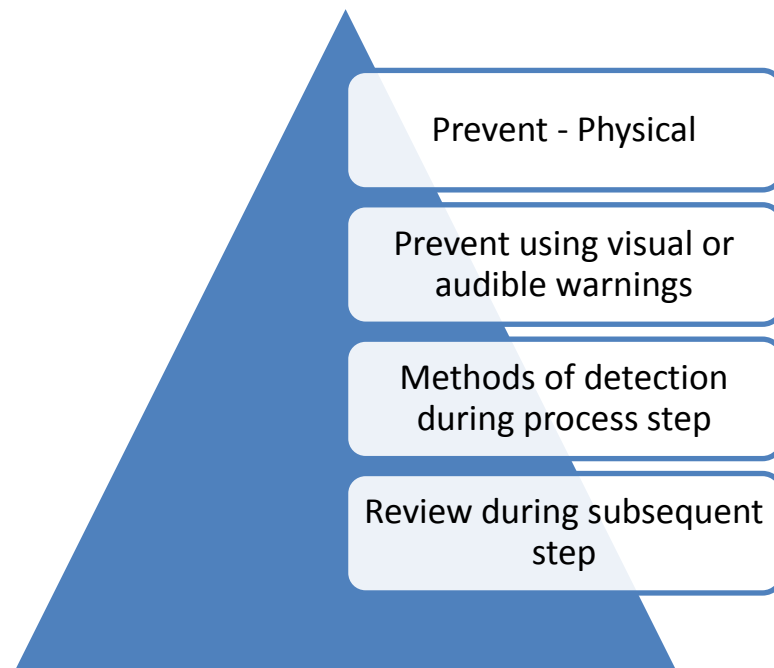 Prevent - Physical
Prevent using visual or
audible warnings
Methods of detection
during process step
Review during subsequent
step